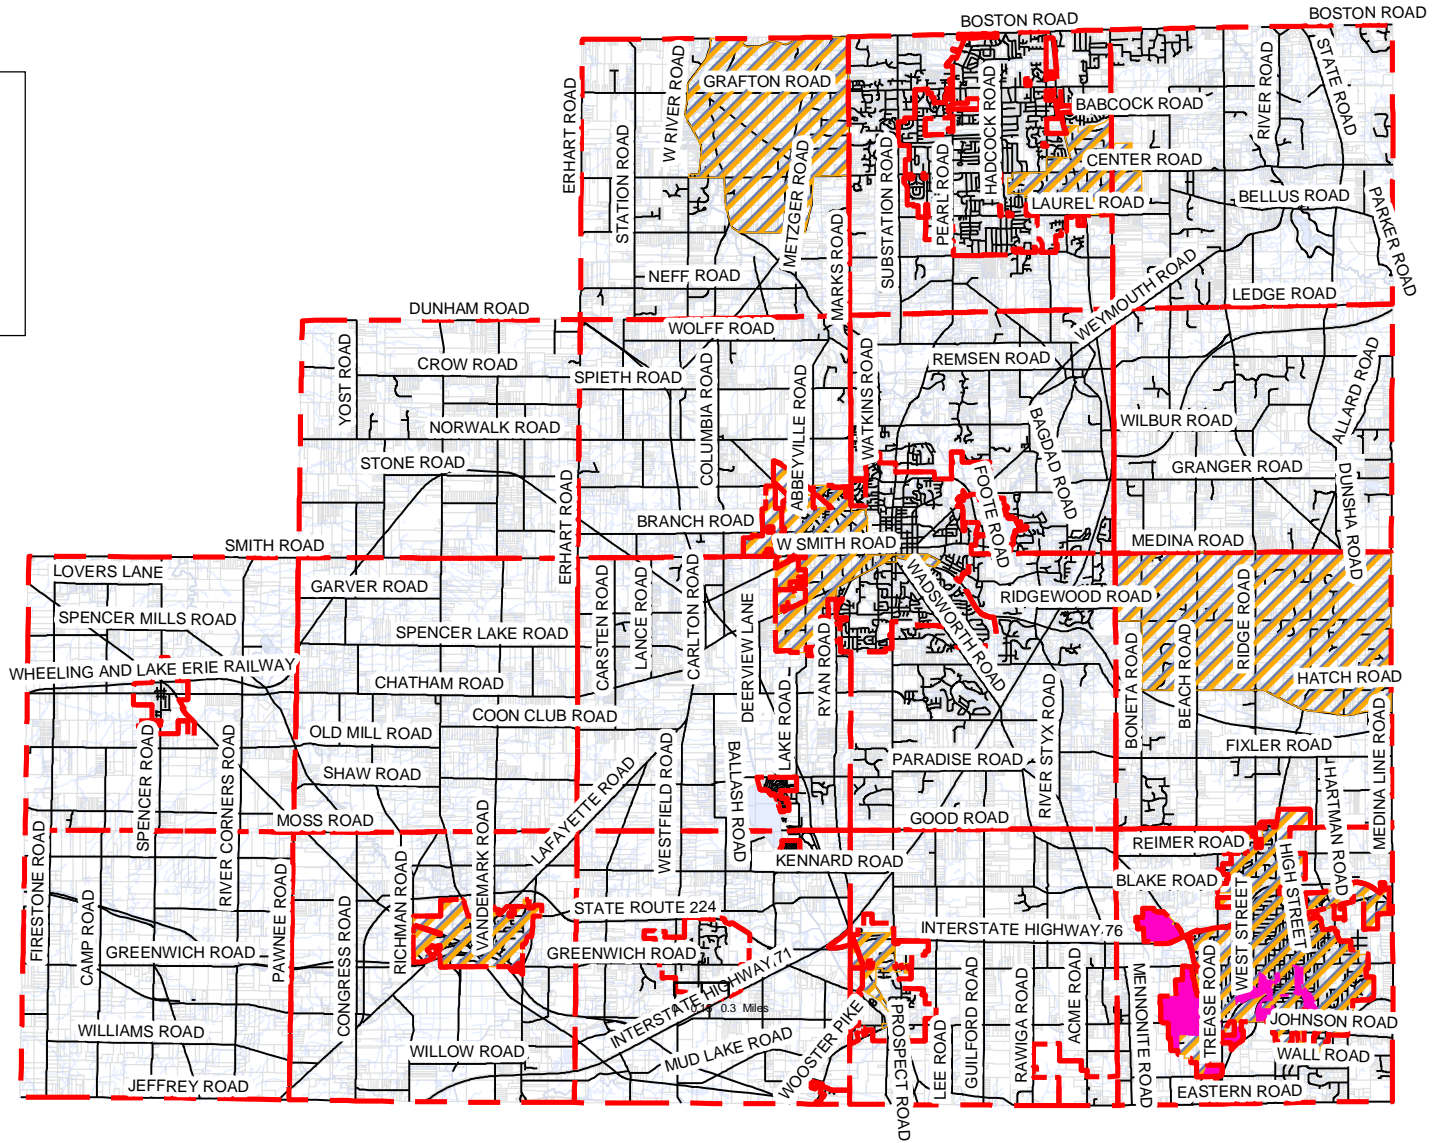 BOSTON ROAD
BOSTON ROAD
GRAFTON ROAD
W RIVER ROAD
ERHART ROAD
STATION ROAD
METZGER ROAD
MARKS ROAD
SUBSTATION ROAD
PEARL ROAD
HADCOCK ROAD
BABCOCK ROAD
CENTER ROAD
LAUREL ROAD
RIVER ROAD
STATE ROAD
BELLUS ROAD
PARKER ROAD
NEFF ROAD
WEYMOUTH ROAD
LEDGE ROAD
DUNHAM ROAD
WOLFF ROAD
YOST ROAD
CROW ROAD
SPIETH ROAD
COLUMBIA ROAD
ABBEYVILLE ROAD
WATKINS ROAD
REMSEN ROAD
BAGDAD ROAD
WILBUR ROAD
ALLARD ROAD
NORWALK ROAD
STONE ROAD
GRANGER ROAD
FOOTE ROAD
DUNSHA ROAD
ERHART ROAD
BRANCH ROAD
W SMITH ROAD
MEDINA ROAD
SMITH ROAD
LOVERS LANE
GARVER ROAD
SPENCER MILLS ROAD
SPENCER LAKE ROAD
CARSTEN ROAD
LANCE ROAD
CARLTON ROAD
DEERVIEW LANE
WADSWORTH ROAD
RIDGEWOOD ROAD
RIDGE ROAD
BONETA ROAD
BEACH ROAD
HATCH ROAD
WHEELING AND LAKE ERIE RAILWAY
CHATHAM ROAD
COON CLUB ROAD
OLD MILL ROAD
SHAW ROAD
LAKE ROAD
RYAN ROAD
RIVER STYX ROAD
PARADISE ROAD
FIXLER ROAD
HARTMAN ROAD
MEDINA LINE ROAD
SPENCER ROAD
RIVER CORNERS ROAD
MOSS ROAD
LAFAYETTE ROAD
WESTFIELD ROAD
BALLASH ROAD
GOOD ROAD
KENNARD ROAD
REIMER ROAD
BLAKE ROAD
HIGH STREET
WEST STREET
FIRESTONE ROAD
CAMP ROAD
GREENWICH ROAD
PAWNEE ROAD
CONGRESS ROAD
RICHMAN ROAD
VANDEMARK ROAD
STATE ROUTE 224
GREENWICH ROAD
INTERSTATE HIGHWAY 71
INTERSTATE HIGHWAY 76
0.15 0.3 Miles
WILLIAMS ROAD
WILLOW ROAD
JEFFREY ROAD
MUD LAKE ROAD
WOOSTER PIKE
PROSPECT ROAD
LEE ROAD
GUILFORD ROAD
RAWIGA ROAD
ACME ROAD
MENNONITE ROAD
TREASE ROAD
JOHNSON ROAD
WALL ROAD
EASTERN ROAD